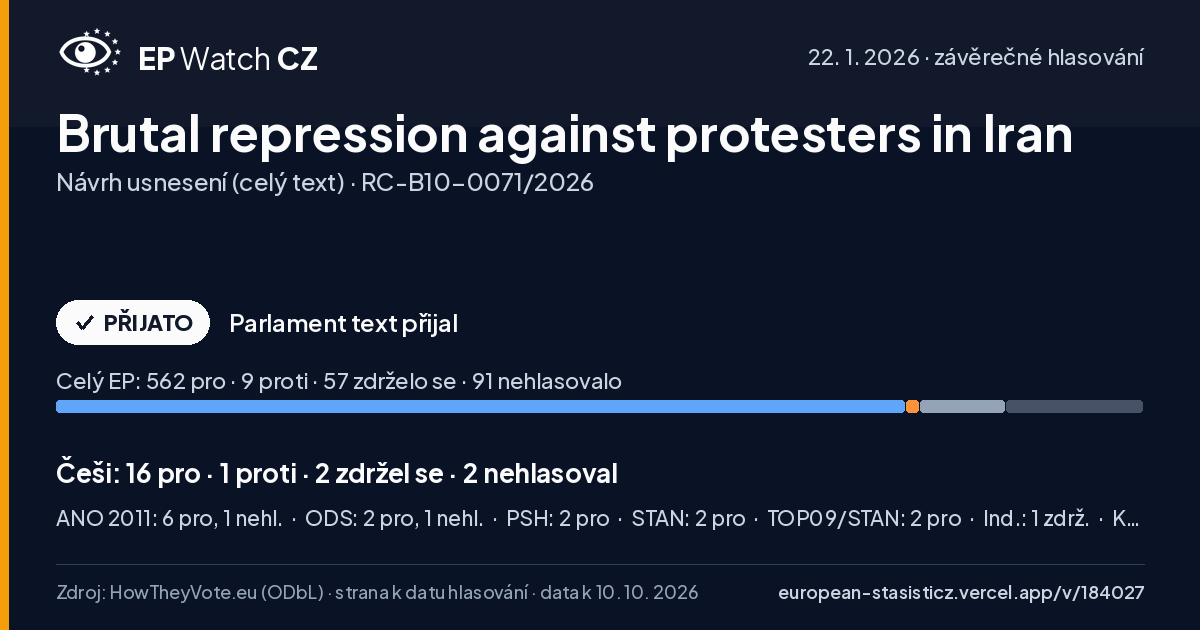 EP Watch CZ
22. 1. 2026 · závěrečné hlasování
Brutal repression against protesters in Iran
Návrh usnesení (celý text) · RC-B10-0071/2026
✓ PŘIJATO
Parlament text přijal
Celý EP: 562 pro · 9 proti · 57 zdrželo se · 91 nehlasovalo
Češi: 16 pro · 1 proti · 2 zdržel se · 2 nehlasoval
ANO 2011: 6 pro, 1 nehl. · ODS: 2 pro, 1 nehl. · PSH: 2 pro · STAN: 2 pro · TOP09/STAN: 2 pro · Ind.: 1 zdrž. · K…
Zdroj: HowTheyVote.eu (ODbL) · strana k datu hlasování · data k 10. 10. 2026
european-stasisticz.vercel.app/v/184027